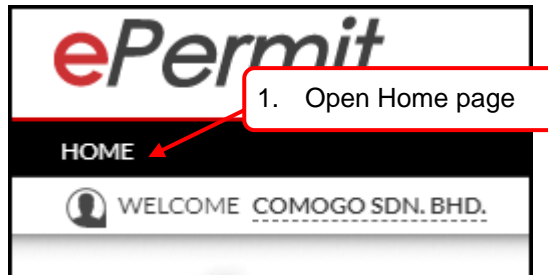 ePermit
1. Open Home page
HOME
WELCOME COMOGO SDN. BHD.